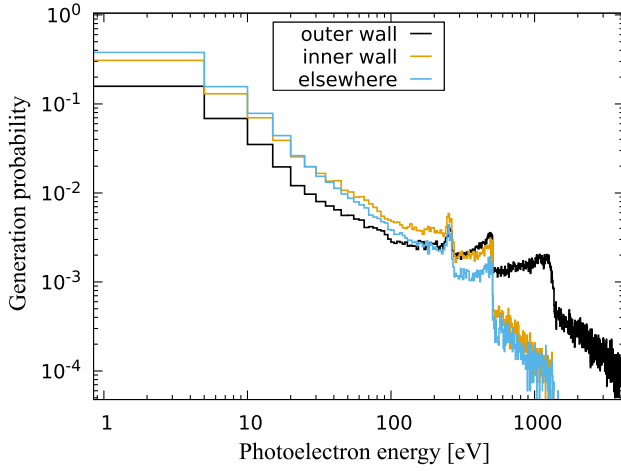 10^0
10^-1
10^-2
10^-3
10^-4
Generation probability
outer wall
inner wall
elsewhere
1 10 100 1000
Photoelectron energy [eV]